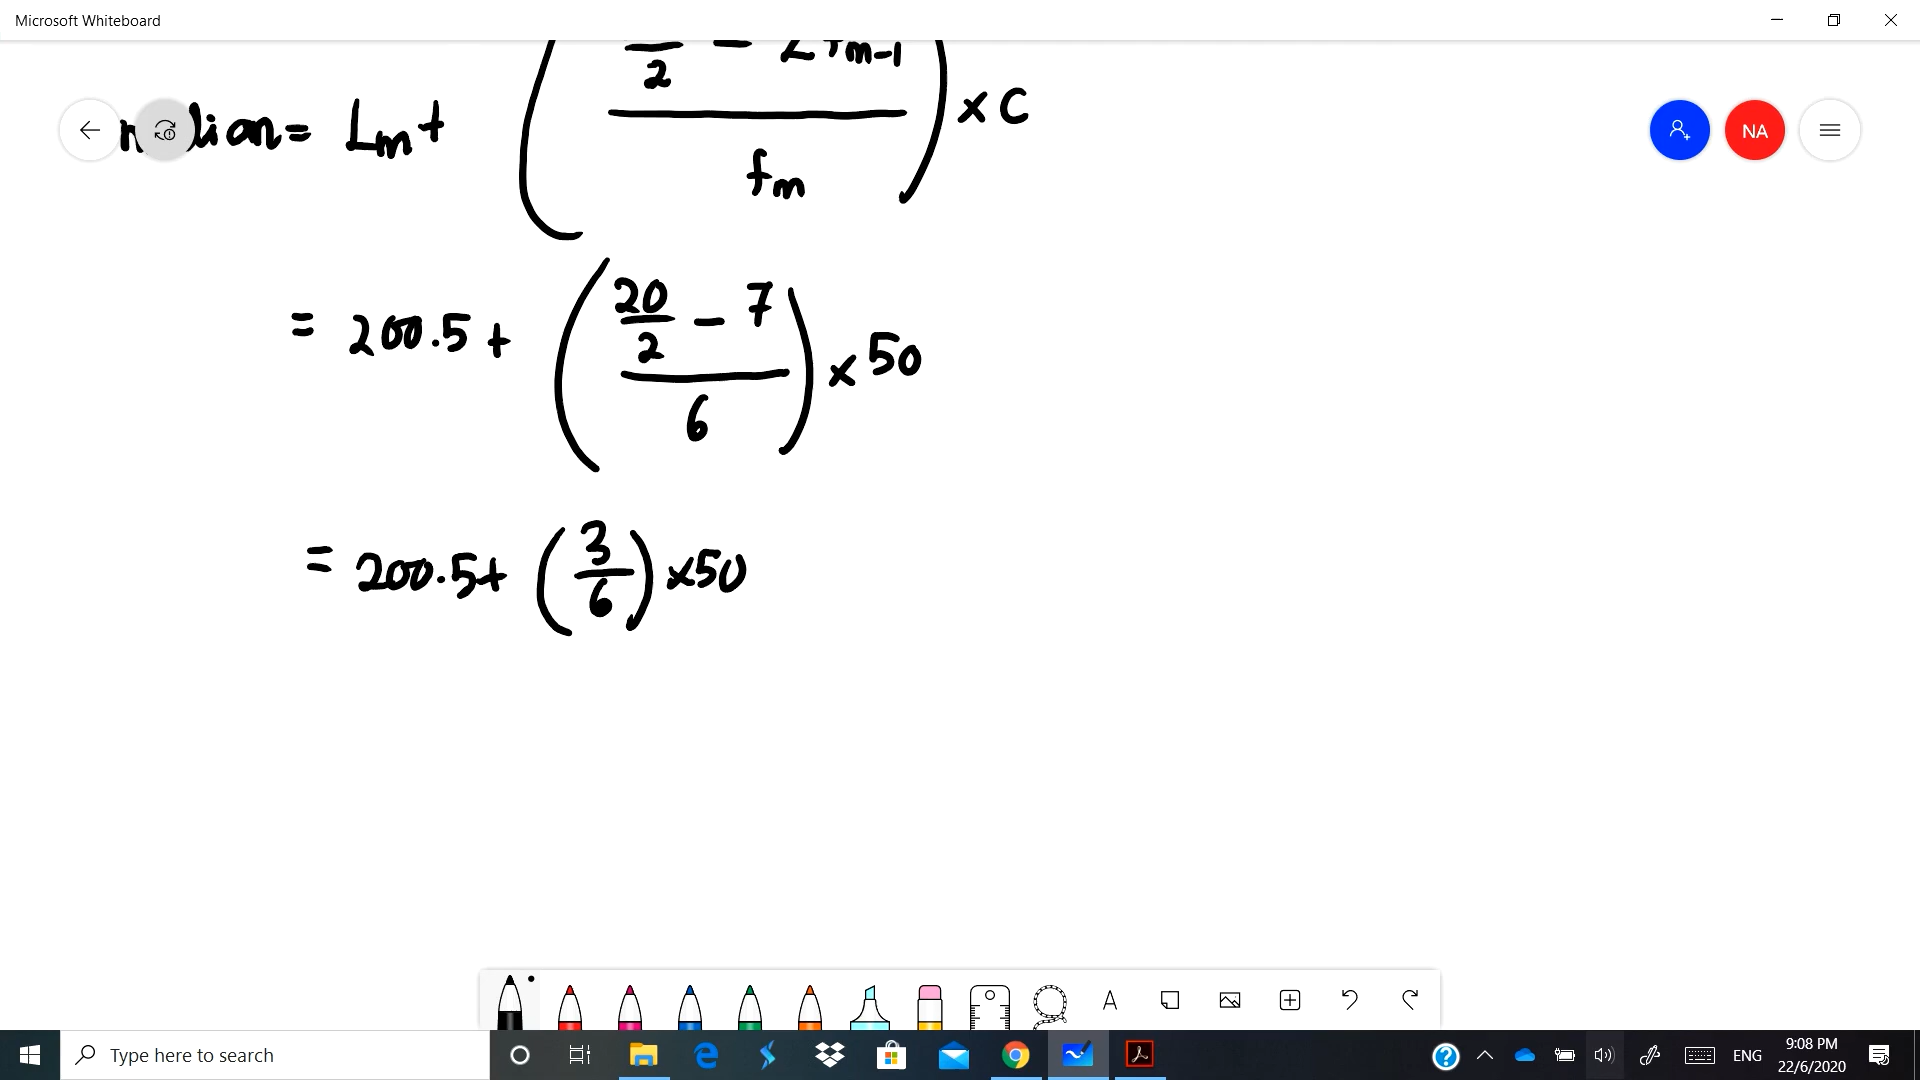 Microsoft Whiteboard
2 - Σfm-1
median = Lm + ( fm ) × C
NA
= 200.5 + ( 20/2 - 7 / 6 ) × 50
= 200.5 + ( 3/6 ) × 50
Type here to search
ENG
9:08 PM
22/6/2020